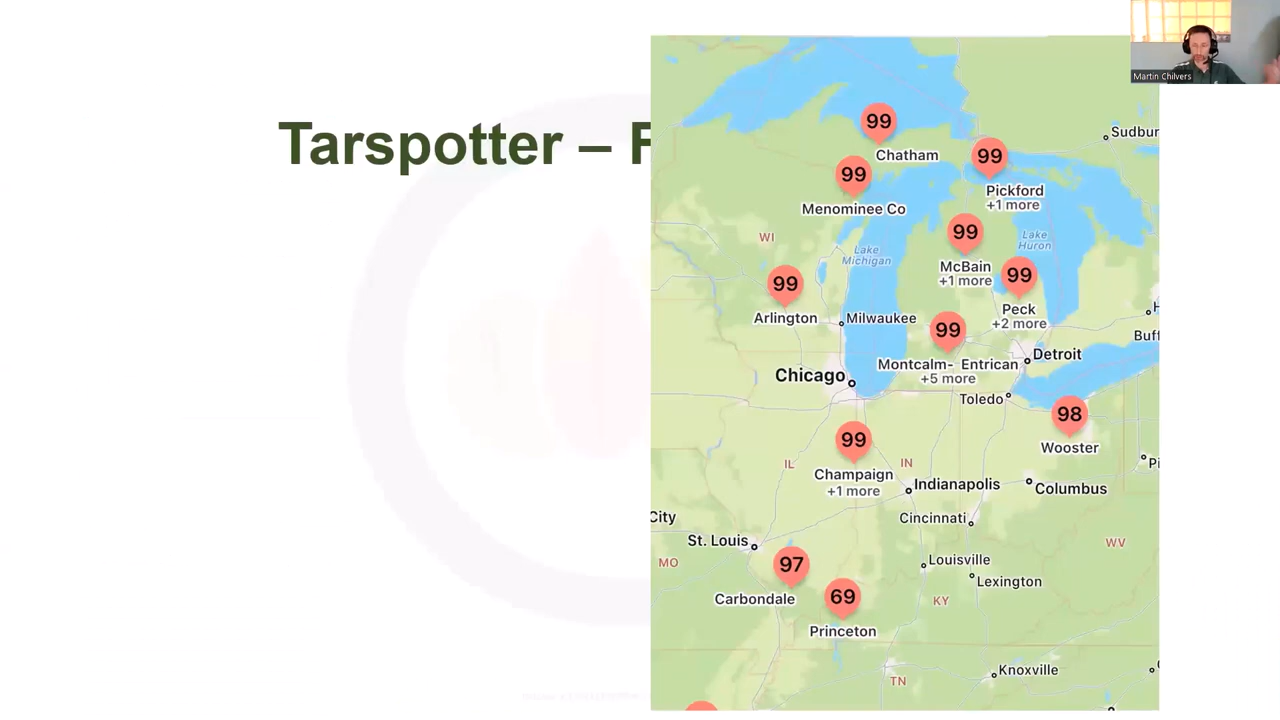 Martin Chilvers
Tarspotter –
99
Chatham
99
Pickford
+1 more
Sudbur
99
Menominee Co
99
McBain
+1 more
WI
Lake
Michigan
Lake
Huron
99
Arlington
99
Peck
+2 more
Milwaukee
99
Montcalm- Entrican
+5 more
Detroit
Buff
Chicago
Toledo
98
Wooster
99
Champaign
+1 more
IL
IN
Indianapolis
Columbus
Pi
City
Cincinnati
St. Louis
MO
WV
97
Carbondale
Louisville
Lexington
69
Princeton
KY
TN
Knoxville